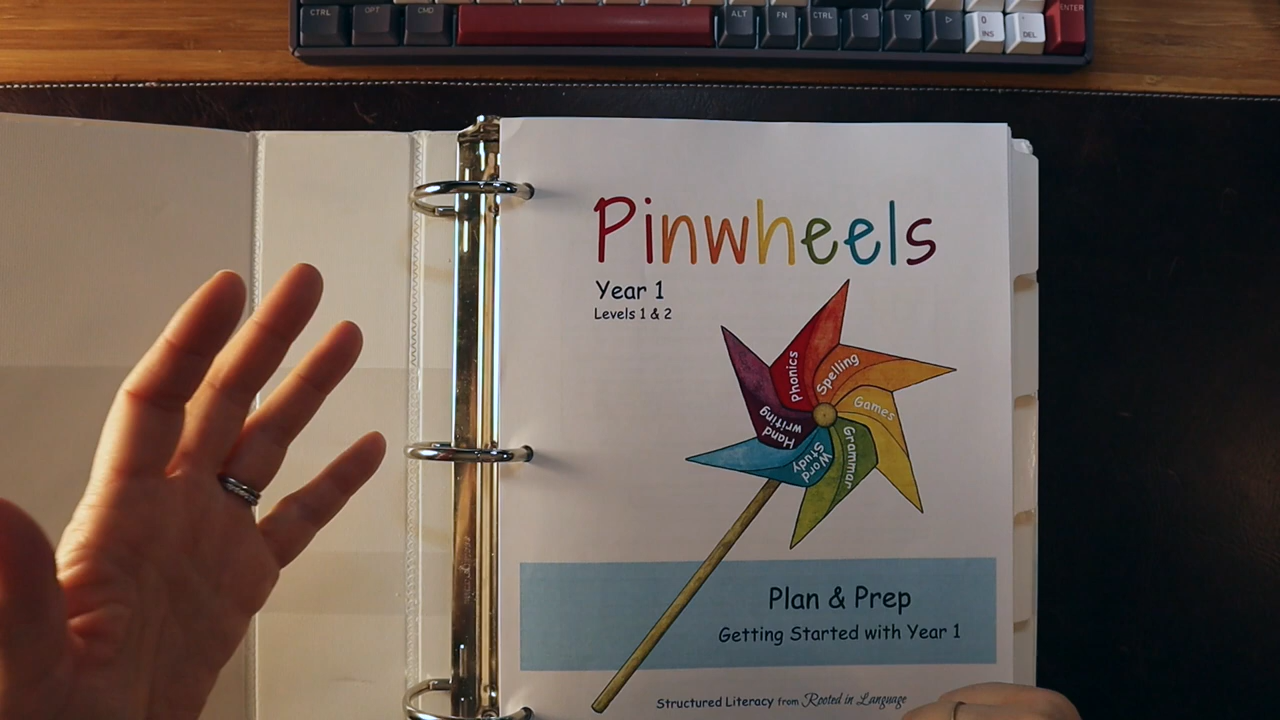 CTRL OPT CMD ALT FN CTRL 0 INS . DEL ENTER
Pinwheels
Year 1
Levels 1 & 2
Phonics
Spelling
Games
Grammar
Word
Study
Hand
writing
Plan & Prep
Getting Started with Year 1
Structured Literacy from Rooted in Language